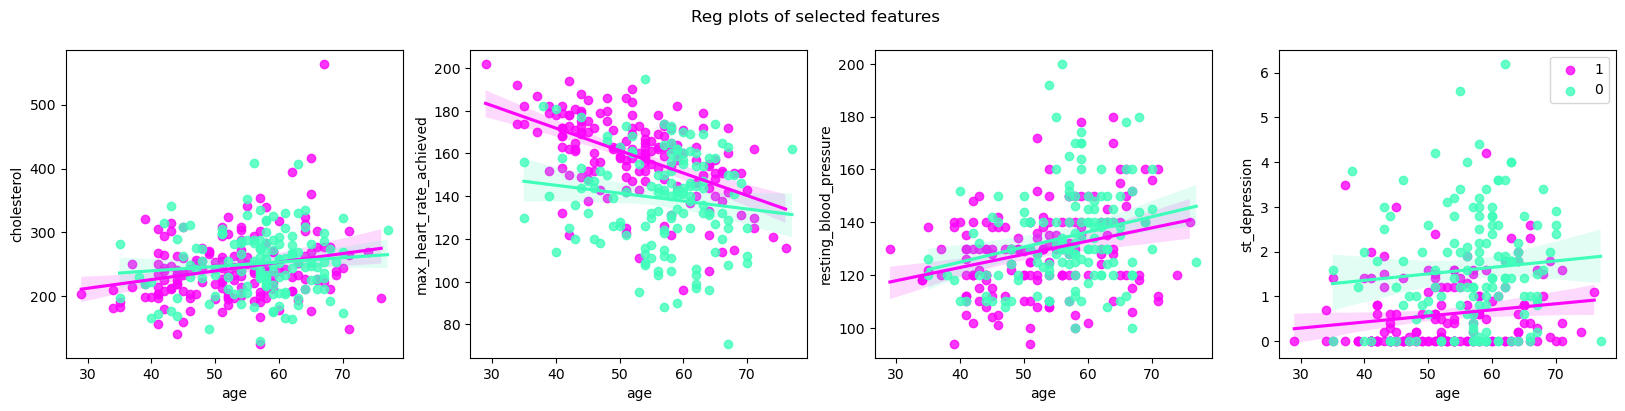 Reg plots of selected features
cholesterol
500
400
300
200
30 40 50 60 70
age
max_heart_rate_achieved
200
180
160
140
120
100
80
30 40 50 60 70
age
resting_blood_pressure
200
180
160
140
120
100
30 40 50 60 70
age
st_depression
6
5
4
3
2
1
0
30 40 50 60 70
age
1
0